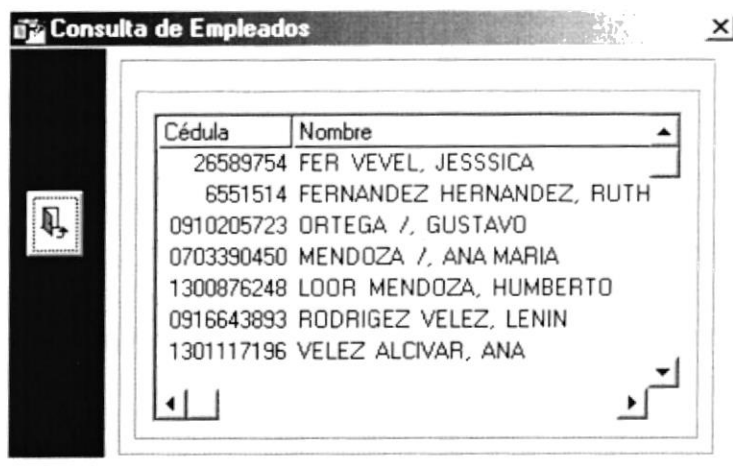 Consulta de Empleados
Cédula Nombre
26589754 FER VEVEL, JESSSICA
6551514 FERNANDEZ HERNANDEZ, RUTH
0910205723 ORTEGA /, GUSTAVO
0703390450 MENDOZA /, ANA MARIA
1300876248 LOOR MENDOZA, HUMBERTO
0916643893 RODRIGEZ VELEZ, LENIN
1301117196 VELEZ ALCIVAR, ANA